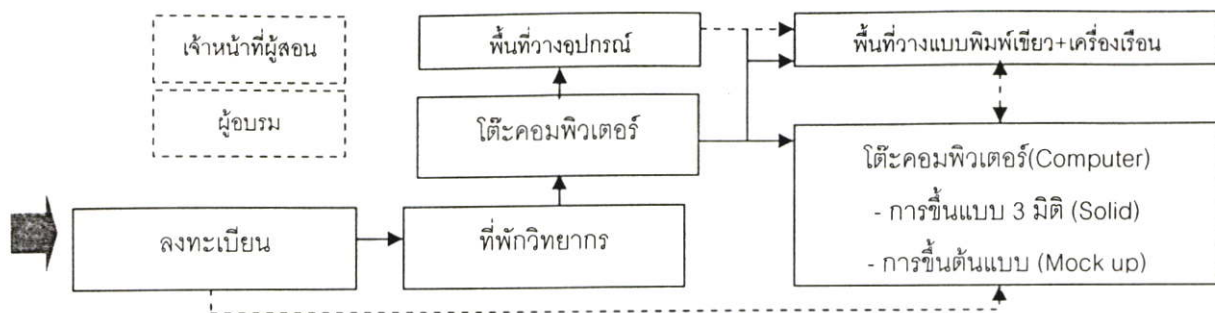 เจ้าหน้าที่ผู้สอน
ผู้อบรม
พื้นที่วางอุปกรณ์
พื้นที่วางแบบพิมพ์เขียว+เครื่องเรือน
โต๊ะคอมพิวเตอร์
โต๊ะคอมพิวเตอร์(Computer)
- การขึ้นแบบ 3 มิติ (Solid)
- การขึ้นต้นแบบ (Mock up)
ลงทะเบียน
ที่พักวิทยากร